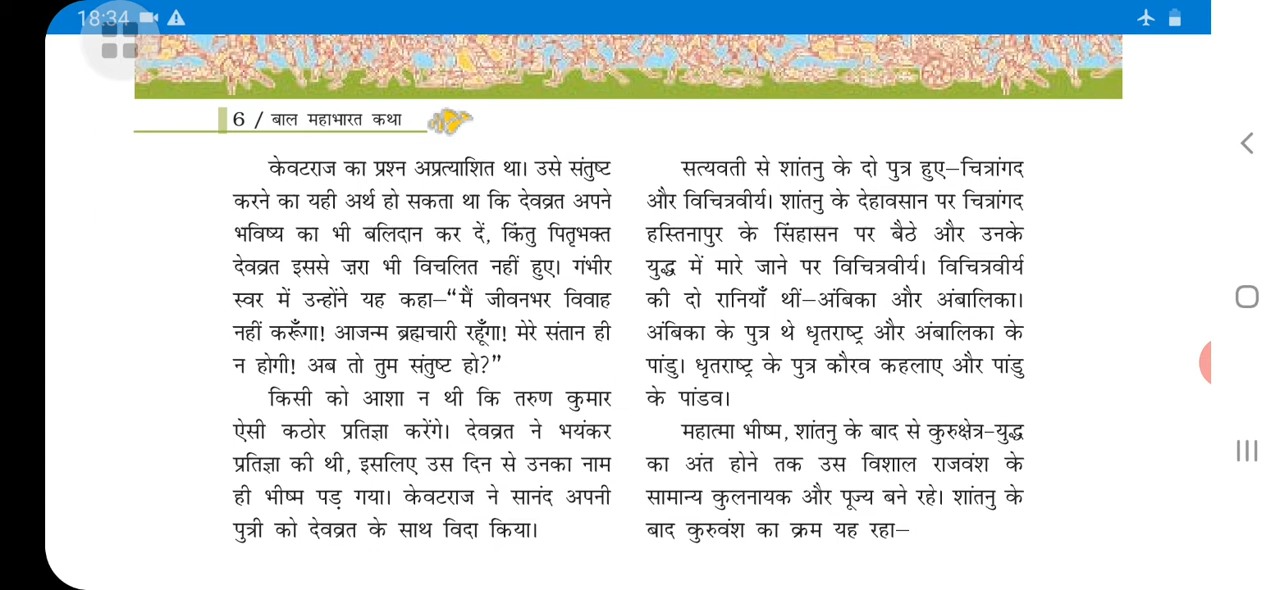 18:34
6 / बाल महाभारत कथा
केवटराज का प्रश्न अप्रत्याशित था। उसे संतुष्ट
करने का यही अर्थ हो सकता था कि देवव्रत अपने
भविष्य का भी बलिदान कर दें, किंतु पितृभक्त
देवव्रत इससे ज़रा भी विचलित नहीं हुए। गंभीर
स्वर में उन्होंने यह कहा–“मैं जीवनभर विवाह
नहीं करूँगा! आजन्म ब्रह्मचारी रहूँगा! मेरे संतान ही
न होगी! अब तो तुम संतुष्ट हो?”
किसी को आशा न थी कि तरुण कुमार
ऐसी कठोर प्रतिज्ञा करेंगे। देवव्रत ने भयंकर
प्रतिज्ञा की थी, इसलिए उस दिन से उनका नाम
ही भीष्म पड़ गया। केवटराज ने सानंद अपनी
पुत्री को देवव्रत के साथ विदा किया।
सत्यवती से शांतनु के दो पुत्र हुए–चित्रांगद
और विचित्रवीर्य। शांतनु के देहावसान पर चित्रांगद
हस्तिनापुर के सिंहासन पर बैठे और उनके
युद्ध में मारे जाने पर विचित्रवीर्य। विचित्रवीर्य
की दो रानियाँ थीं–अंबिका और अंबालिका।
अंबिका के पुत्र थे धृतराष्ट्र और अंबालिका के
पांडु। धृतराष्ट्र के पुत्र कौरव कहलाए और पांडु
के पांडव।
महात्मा भीष्म, शांतनु के बाद से कुरुक्षेत्र-युद्ध
का अंत होने तक उस विशाल राजवंश के
सामान्य कुलनायक और पूज्य बने रहे। शांतनु के
बाद कुरुवंश का क्रम यह रहा–